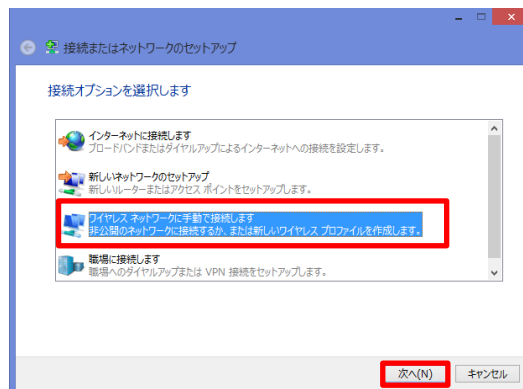 接続またはネットワークのセットアップ
接続オプションを選択します
インターネットに接続します
ブロードバンドまたはダイヤルアップによるインターネットへの接続を設定します。
新しいネットワークのセットアップ
新しいルーターまたはアクセス ポイントをセットアップします。
ワイヤレス ネットワークに手動で接続します
非公開のネットワークに接続するか、または新しいワイヤレス プロファイルを作成します。
職場に接続します
職場へのダイヤルアップまたは VPN 接続をセットアップします。
次へ(N)
キャンセル